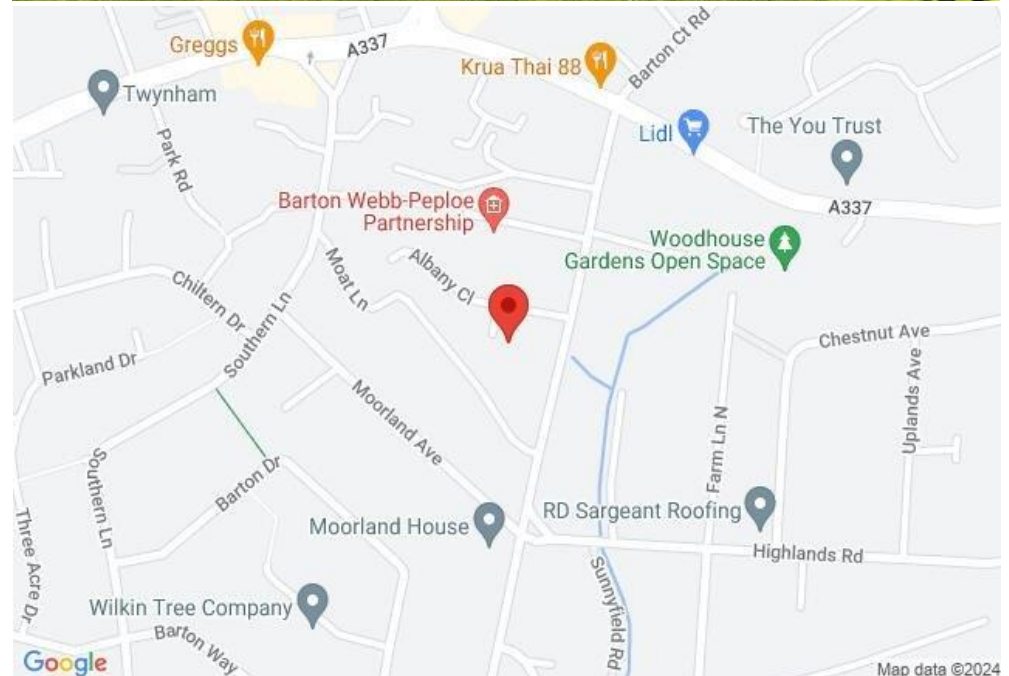 Greggs
A337
Barton Ct Rd
Krua Thai 88
Twynham
Lidl
The You Trust
Park Rd
Barton Webb-Peploe
Partnership
A337
Woodhouse
Gardens Open Space
Albany Cl
Moat Ln
Chiltern Dr
Southern Ln
Chestnut Ave
Parkland Dr
Uplands Ave
Moorland Ave
Farm Ln N
Southern Ln
Barton Dr
RD Sargeant Roofing
Moorland House
Highlands Rd
Three Acre Dr
Sunnyfield Rd
Wilkin Tree Company
Barton Way
Google
Map data ©2024